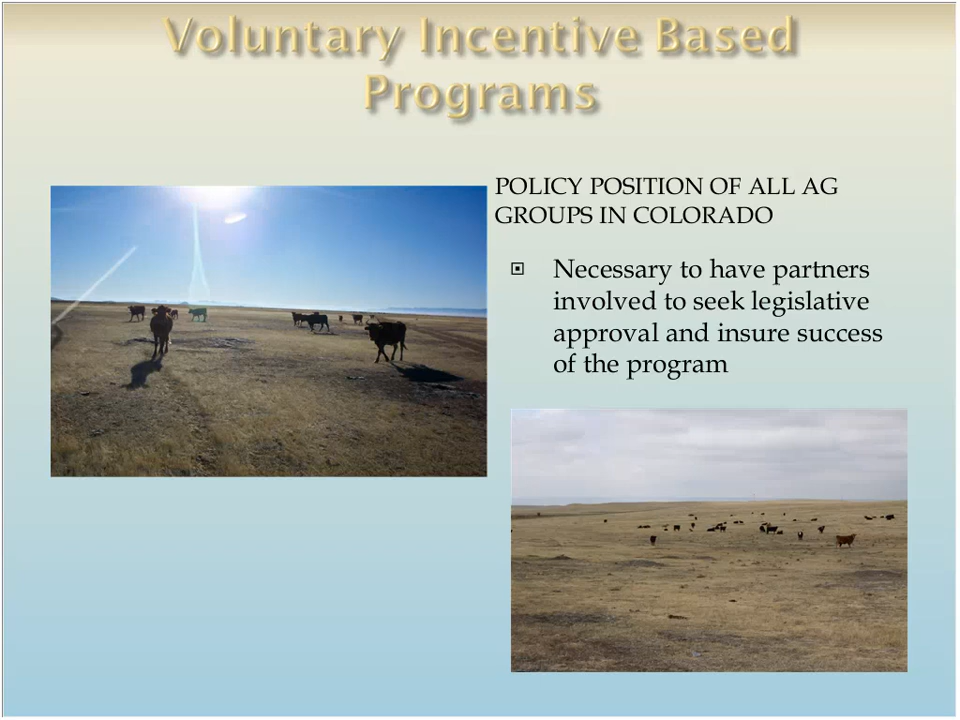 Voluntary Incentive Based
Programs
POLICY POSITION OF ALL AG
GROUPS IN COLORADO
Necessary to have partners
involved to seek legislative
approval and insure success
of the program